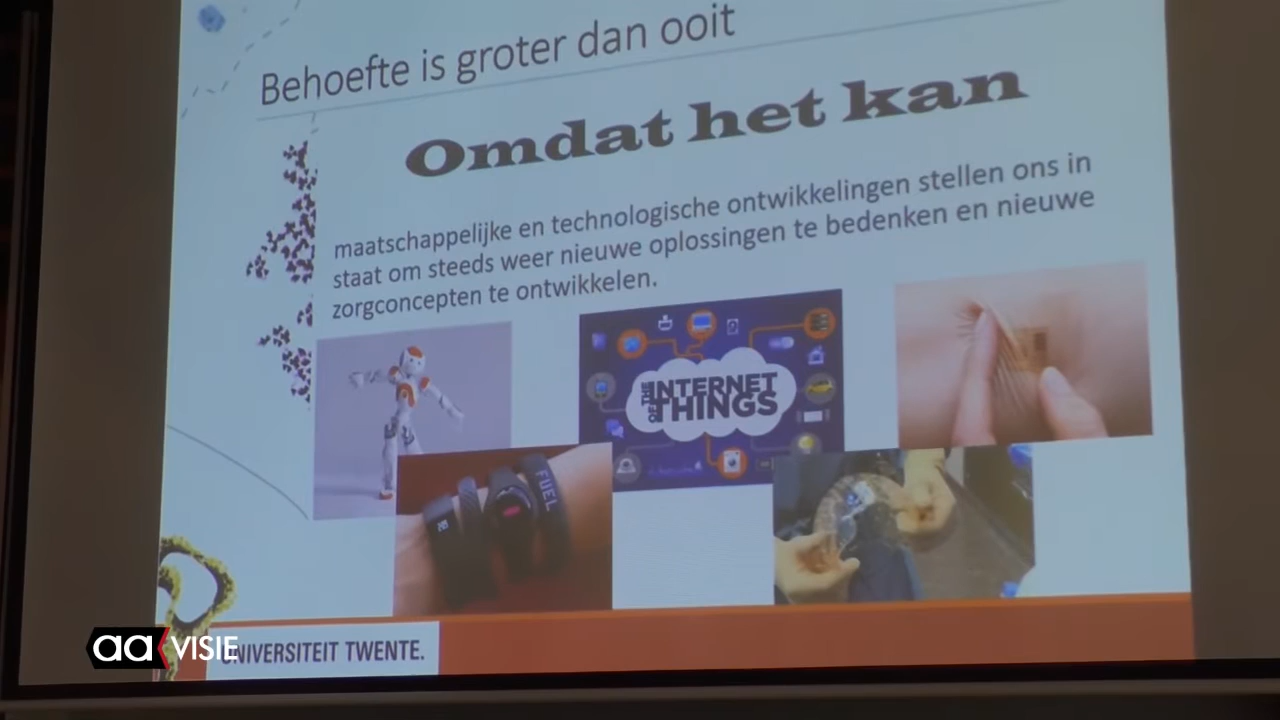 Behoefte is groter dan ooit
Omdat het kan
maatschappelijke en technologische ontwikkelingen stellen ons in
staat om steeds weer nieuwe oplossingen te bedenken en nieuwe
zorgconcepten te ontwikkelen.
THE INTERNET
OF THINGS
FUEL
aa VISIE
UNIVERSITEIT TWENTE.